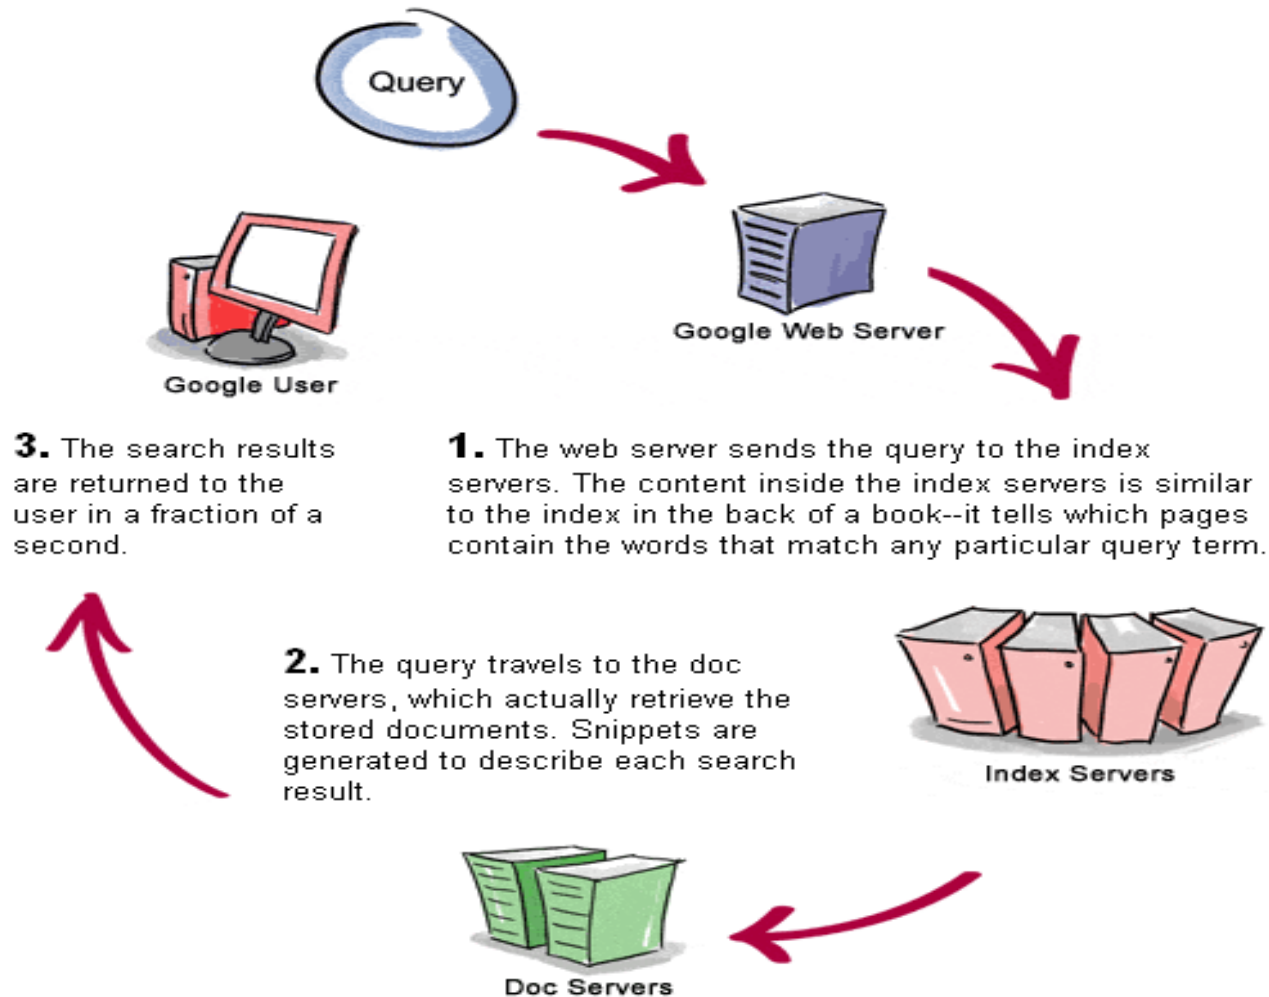 Query
Google Web Server
Google User
1. The web server sends the query to the index
servers. The content inside the index servers is similar
to the index in the back of a book--it tells which pages
contain the words that match any particular query term.
Index Servers
2. The query travels to the doc
servers, which actually retrieve the
stored documents. Snippets are
generated to describe each search
result.
Doc Servers
3. The search results
are returned to the
user in a fraction of a
second.